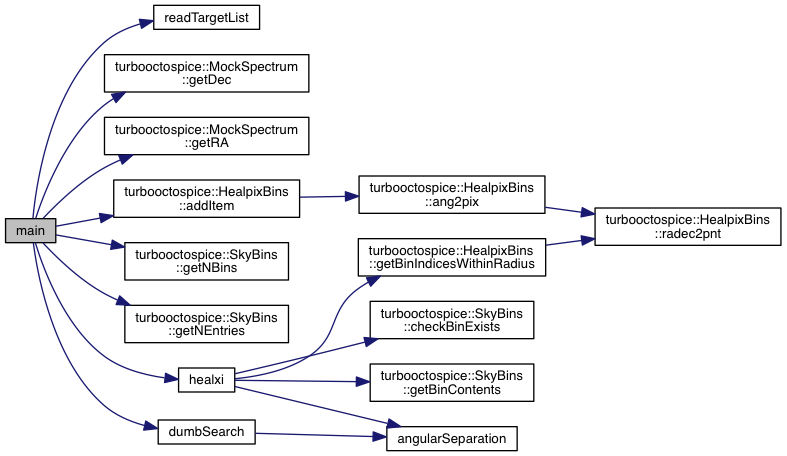 readTargetList
turbooctospice::MockSpectrum
::getDec
turbooctospice::MockSpectrum
::getRA
turbooctospice::HealpixBins
::addItem
turbooctospice::HealpixBins
::ang2pix
turbooctospice::HealpixBins
::radec2pnt
main
turbooctospice::SkyBins
::getNBins
turbooctospice::HealpixBins
::getBinIndicesWithinRadius
turbooctospice::SkyBins
::getNEntries
turbooctospice::SkyBins
::checkBinExists
healxi
turbooctospice::SkyBins
::getBinContents
dumbSearch
angularSeparation